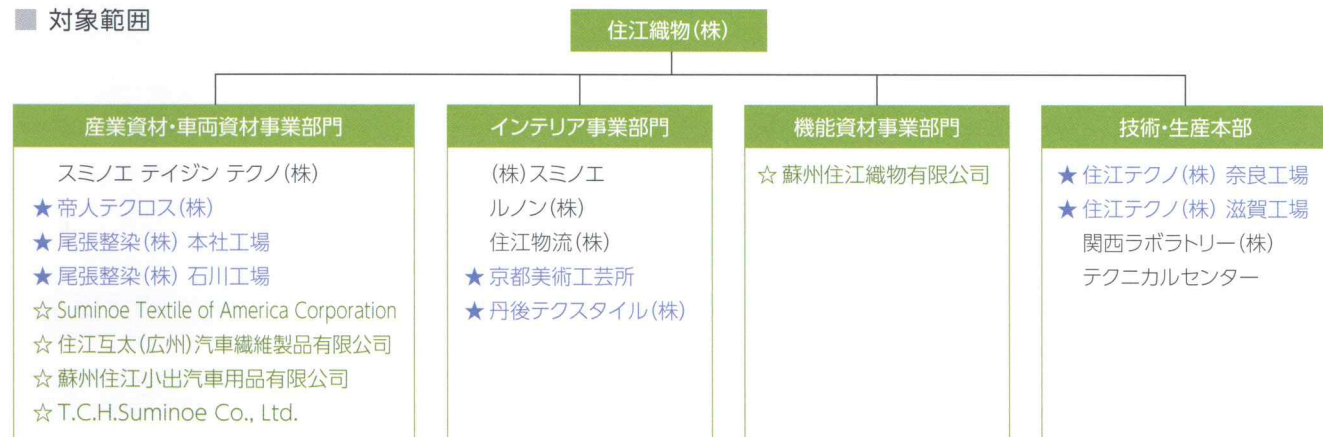 ■ 対象範囲
住江織物(株)
産業資材・車両資材事業部門
スミノエ テイジン テクノ(株)
★ 帝人テクロス(株)
★ 尾張整染(株) 本社工場
★ 尾張整染(株) 石川工場
☆ Suminoe Textile of America Corporation
☆ 住江互太(広州)汽車繊維製品有限公司
☆ 蘇州住江小出汽車用品有限公司
☆ T.C.H.Suminoe Co., Ltd.
インテリア事業部門
(株)スミノエ
ルノン(株)
住江物流(株)
★ 京都美術工芸所
★ 丹後テクスタイル(株)
機能資材事業部門
☆ 蘇州住江織物有限公司
技術・生産本部
★ 住江テクノ(株) 奈良工場
★ 住江テクノ(株) 滋賀工場
関西ラボラトリー(株)
テクニカルセンター